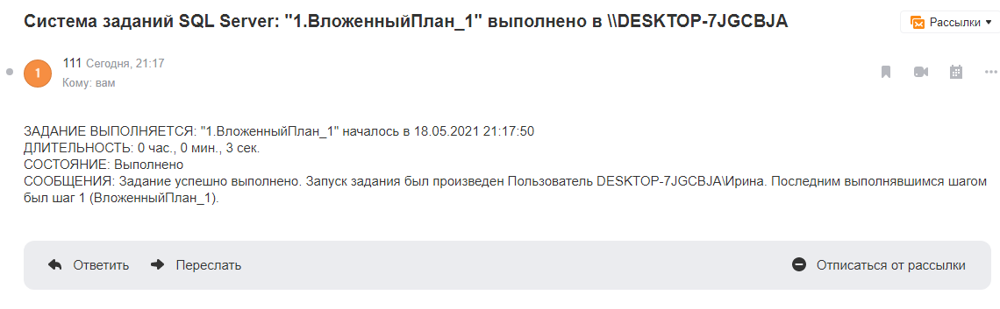 Система заданий SQL Server: "1.ВложенныйПлан_1" выполнено в \\DESKTOP-7JGCBJA
Рассылки
1
111 Сегодня, 21:17
Кому: вам
ЗАДАНИЕ ВЫПОЛНЯЕТСЯ: "1.ВложенныйПлан_1" началось в 18.05.2021 21:17:50
ДЛИТЕЛЬНОСТЬ: 0 час., 0 мин., 3 сек.
СОСТОЯНИЕ: Выполнено
СООБЩЕНИЯ: Задание успешно выполнено. Запуск задания был произведен Пользователь DESKTOP-7JGCBJA\Ирина. Последним выполнявшимся шагом
был шаг 1 (ВложенныйПлан_1).
Ответить Переслать Отписаться от рассылки